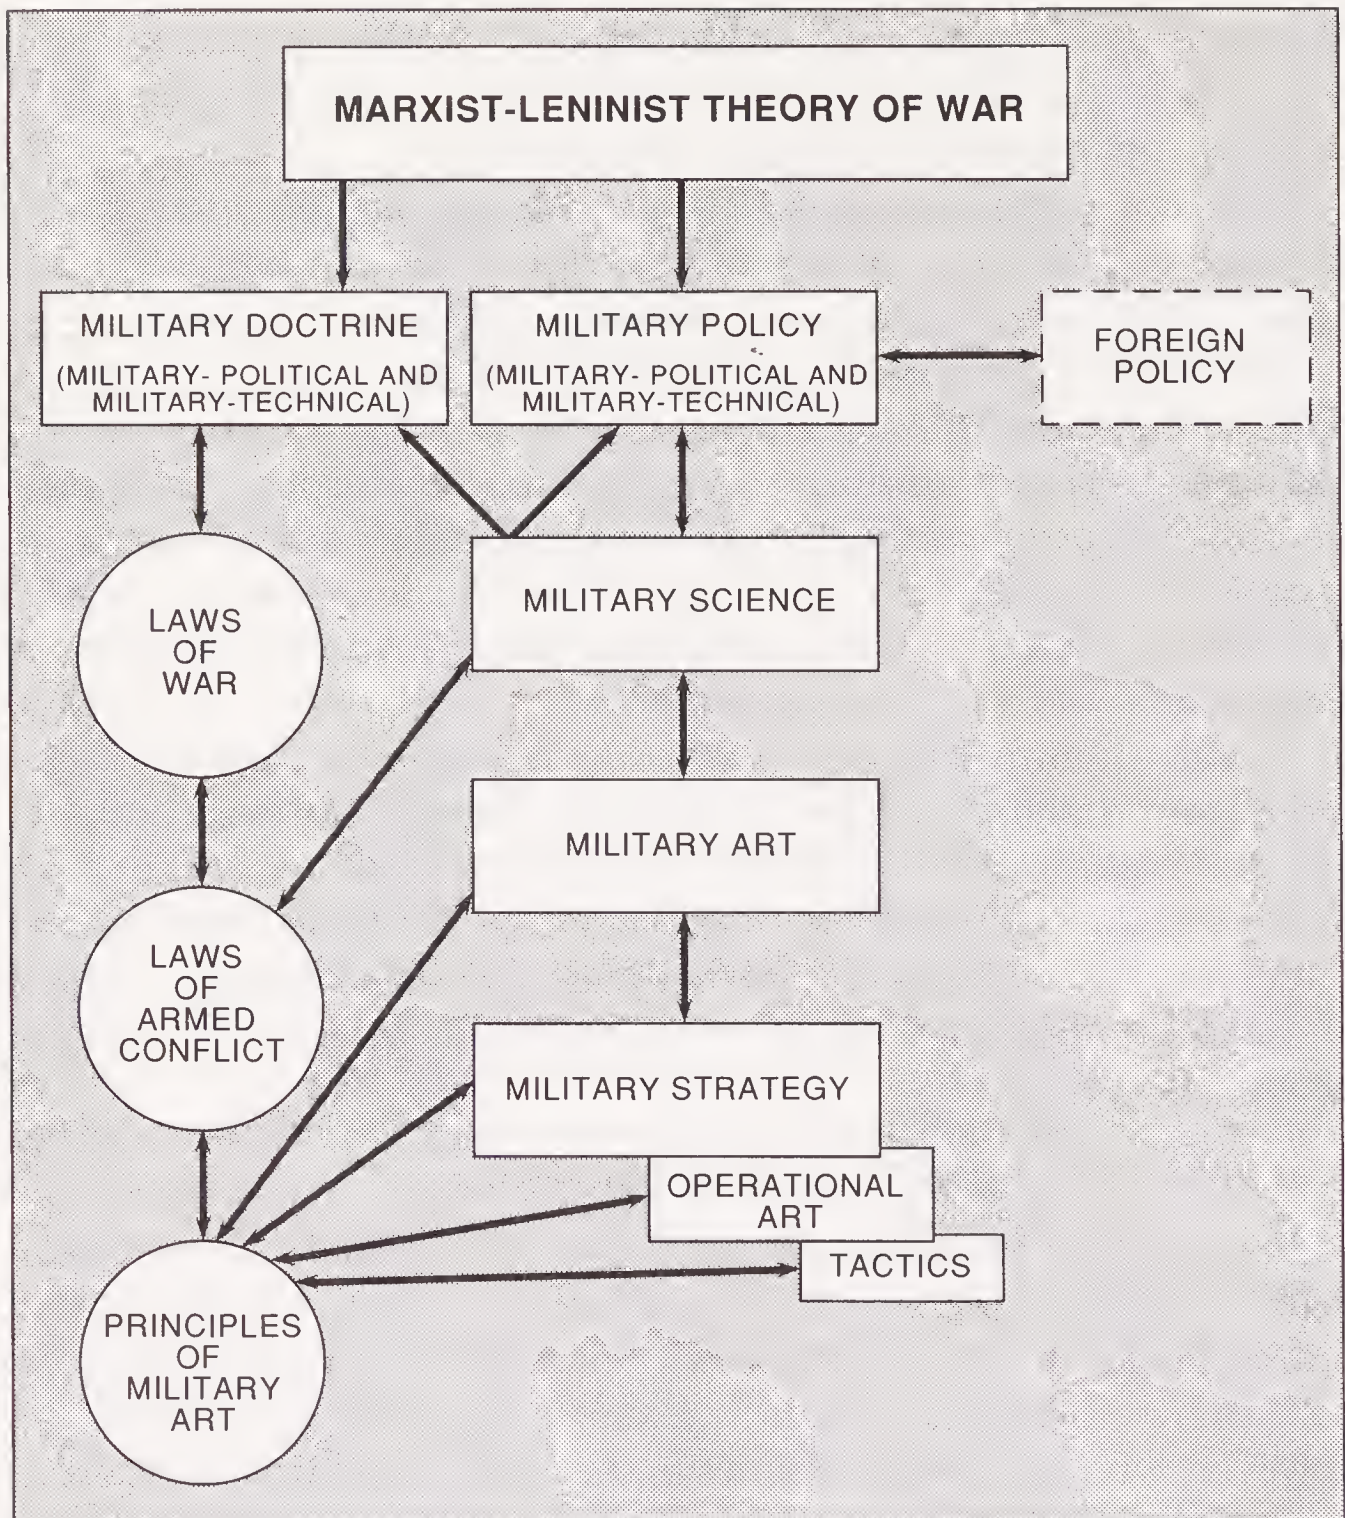 MARXIST-LENINIST THEORY OF WAR
MILITARY DOCTRINE
(MILITARY- POLITICAL AND
MILITARY-TECHNICAL)
MILITARY POLICY
(MILITARY- POLITICAL AND
MILITARY-TECHNICAL)
FOREIGN
POLICY
LAWS
OF
WAR
MILITARY SCIENCE
MILITARY ART
LAWS
OF
ARMED
CONFLICT
MILITARY STRATEGY
OPERATIONAL
ART
TACTICS
PRINCIPLES
OF
MILITARY
ART